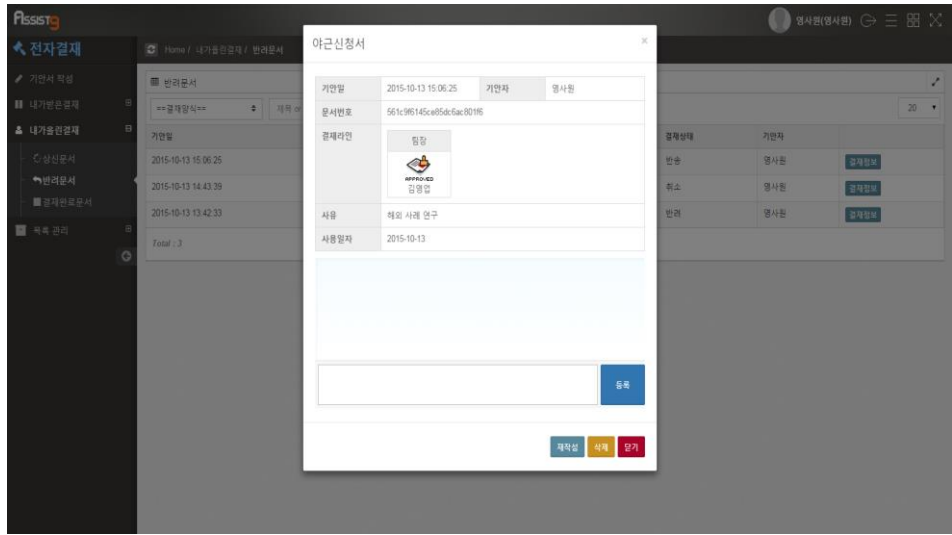 Assistg
영사원(영사원)
전자결재
Home / 내가올린결재 / 반려문서
기안서 작성
내가받은결재
내가올린결재
상신문서
반려문서
결재완료문서
목록 관리
반려문서
==결재양식==
제목 or
20
기안일
결재상태
기안자
2015-10-13 15:06:25
반송
영사원
결재정보
2015-10-13 14:43:39
취소
영사원
결재정보
2015-10-13 13:42:33
반려
영사원
결재정보
Total : 3
야근신청서
×
기안일
2015-10-13 15:06:25
기안자
영사원
문서번호
561c9f6145ce85dc6ac801f6
결재라인
팀장
APPROVED
김영업
사용
해외 사례 연구
사용일자
2015-10-13
등록
재작성
삭제
닫기